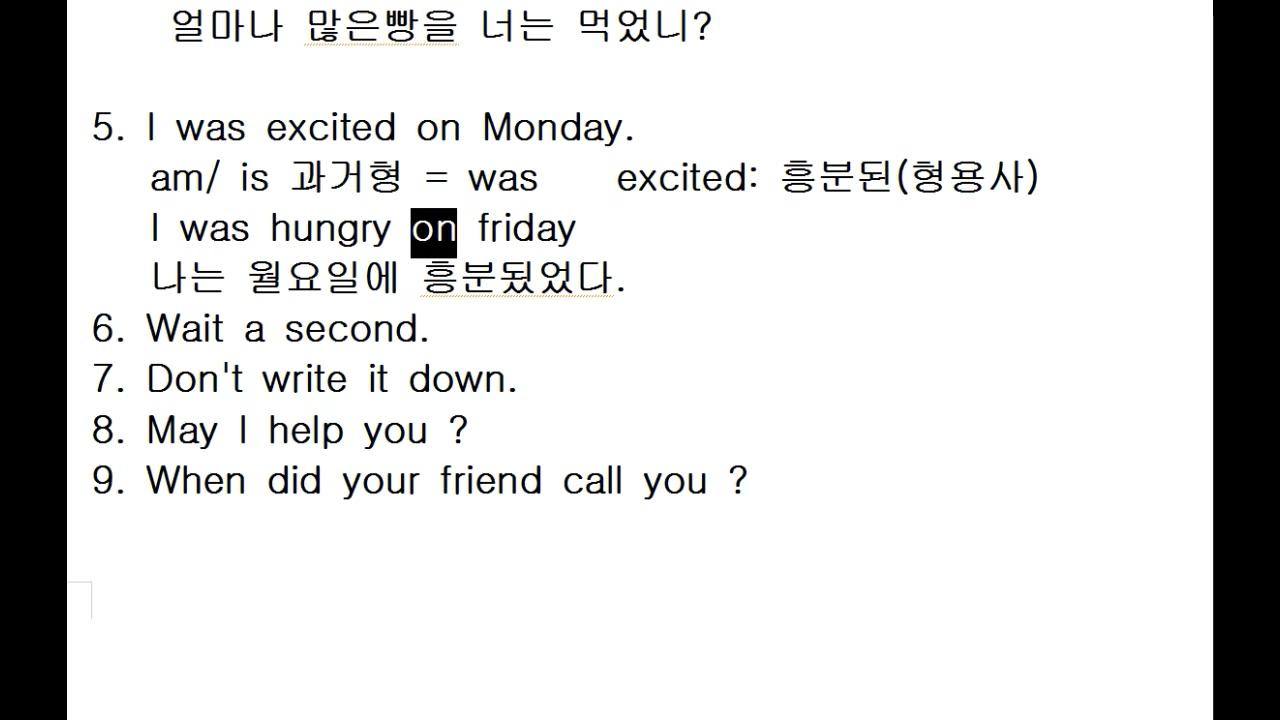 얼마나 많은빵을 너는 먹었니?
5. I was excited on Monday.
am/ is 과거형 = was excited: 흥분된(형용사)
I was hungry on friday
나는 월요일에 흥분됬었다.
6. Wait a second.
7. Don't write it down.
8. May I help you ?
9. When did your friend call you ?